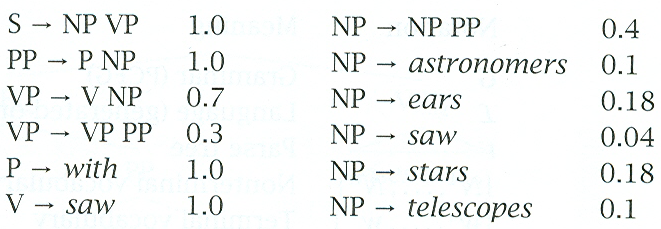 S → NP VP 1.0 NP → NP PP 0.4
PP → P NP 1.0 NP → astronomers 0.1
VP → V NP 0.7 NP → ears 0.18
VP → VP PP 0.3 NP → saw 0.04
P → with 1.0 NP → stars 0.18
V → saw 1.0 NP → telescopes 0.1